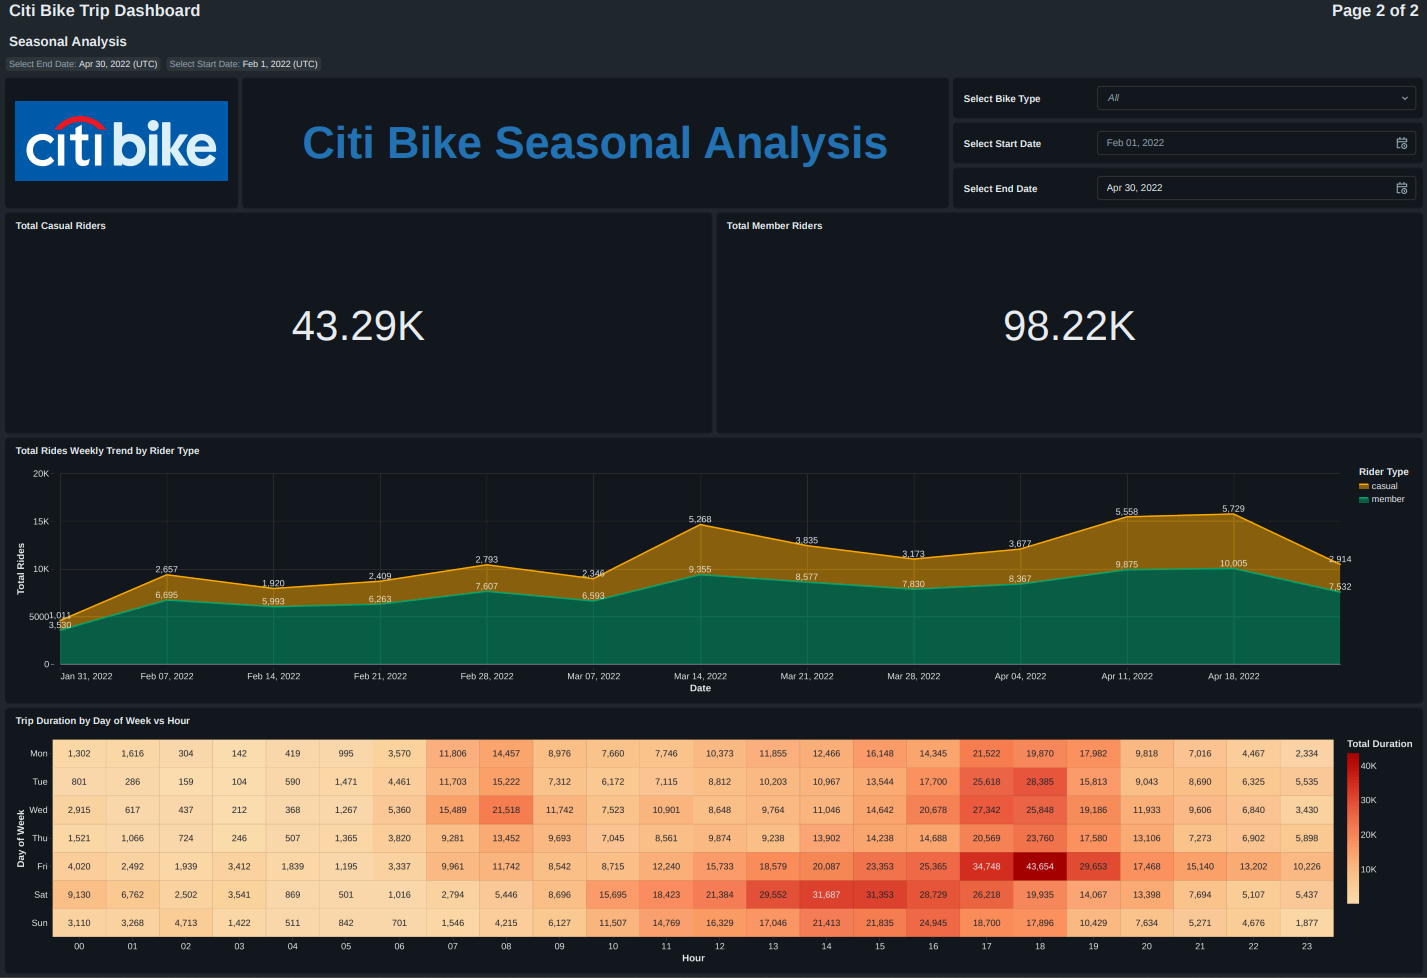 Citi Bike Trip Dashboard
Page 2 of 2
Seasonal Analysis
Select End Date: Apr 30, 2022 (UTC) Select Start Date: Feb 1, 2022 (UTC)
citi bike
Citi Bike Seasonal Analysis
Select Bike Type All
Select Start Date Feb 01, 2022
Select End Date Apr 30, 2022
Total Casual Riders
43.29K
Total Member Riders
98.22K
Total Rides Weekly Trend by Rider Type
Total Rides
20K
15K
10K
5000
0
1,011 2,657 1,920 2,409 2,793 2,346 5,268 3,835 3,173 3,677 5,558 5,729 2,914
3,530 6,695 5,993 6,263 7,607 6,593 9,355 8,577 7,830 8,367 9,875 10,005 7,532
Jan 31, 2022 Feb 07, 2022 Feb 14, 2022 Feb 21, 2022 Feb 28, 2022 Mar 07, 2022 Mar 14, 2022 Mar 21, 2022 Mar 28, 2022 Apr 04, 2022 Apr 11, 2022 Apr 18, 2022
Date
Rider Type
casual
member
Trip Duration by Day of Week vs Hour
Day of Week
Mon 1,302 1,616 304 142 419 995 3,570 11,806 14,457 8,976 7,660 7,746 10,373 11,855 12,466 16,148 14,345 21,522 19,870 17,982 9,818 7,016 4,467 2,334
Tue 801 286 159 104 590 1,471 4,461 11,703 15,222 7,312 6,172 7,115 8,812 10,203 10,967 13,544 17,700 25,618 28,385 15,813 9,043 8,690 6,325 5,535
Wed 2,915 617 437 212 368 1,267 5,360 15,489 21,518 11,742 7,523 10,901 8,648 9,764 11,046 14,642 20,678 27,342 25,848 19,186 11,933 9,606 6,840 3,430
Thu 1,521 1,066 724 246 507 1,365 3,820 9,281 13,452 9,693 7,045 8,561 9,874 9,238 13,902 14,238 14,688 20,569 23,760 17,580 13,106 7,273 6,902 5,898
Fri 4,020 2,492 1,939 3,412 1,839 1,195 3,337 9,961 11,742 8,542 8,715 12,240 15,733 18,579 20,087 23,353 25,365 34,748 43,654 29,653 17,468 15,140 13,202 10,226
Sat 9,130 6,762 2,502 3,541 869 501 1,016 2,794 5,446 8,696 15,695 18,423 21,384 29,552 31,687 31,353 28,729 26,218 19,935 14,067 13,398 7,694 5,107 5,437
Sun 3,110 3,268 4,713 1,422 511 842 701 1,546 4,215 6,127 11,507 14,769 16,329 17,046 21,413 21,835 24,945 18,700 17,896 10,429 7,634 5,271 4,676 1,877
00 01 02 03 04 05 06 07 08 09 10 11 12 13 14 15 16 17 18 19 20 21 22 23
Hour
Total Duration
40K
30K
20K
10K